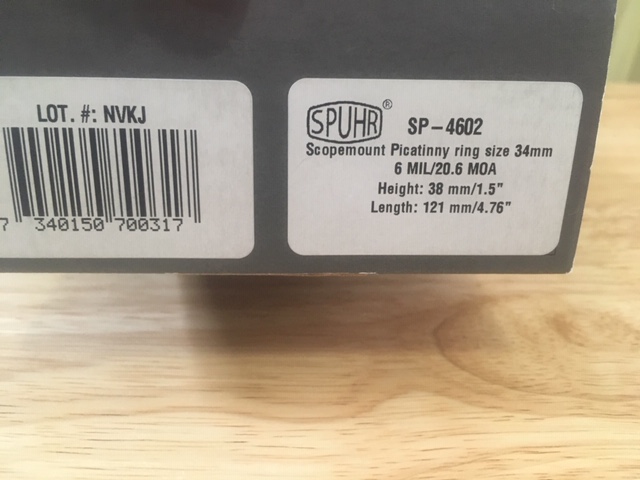 LOT. #: NVKJ
7 340150 700317
SPUHR® SP-4602
Scopemount Picatinny ring size 34mm
6 MIL/20.6 MOA
Height: 38 mm/1.5”
Length: 121 mm/4.76”